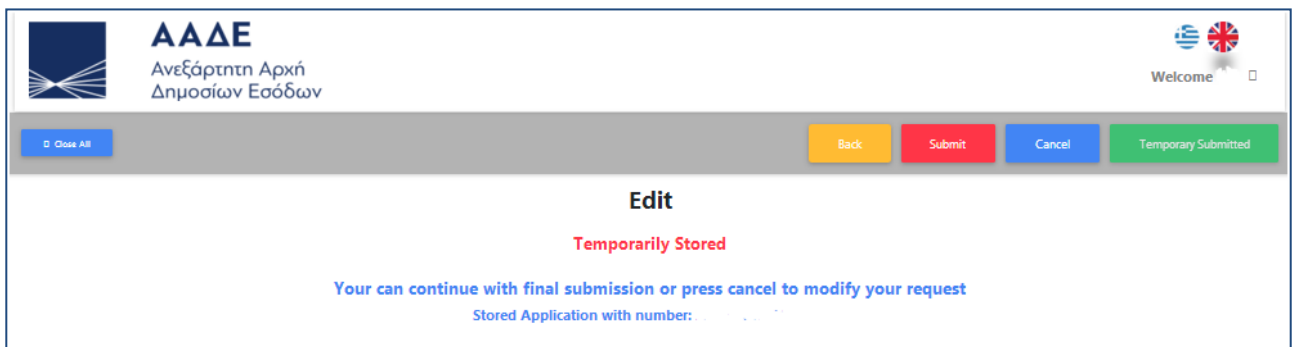 ΑΑΔΕ
Ανεξάρτητη Αρχή
Δημοσίων Εσόδων
Welcome
Close All
Back
Submit
Cancel
Temporary Submitted
Edit
Temporarily Stored
Your can continue with final submission or press cancel to modify your request
Stored Application with number: